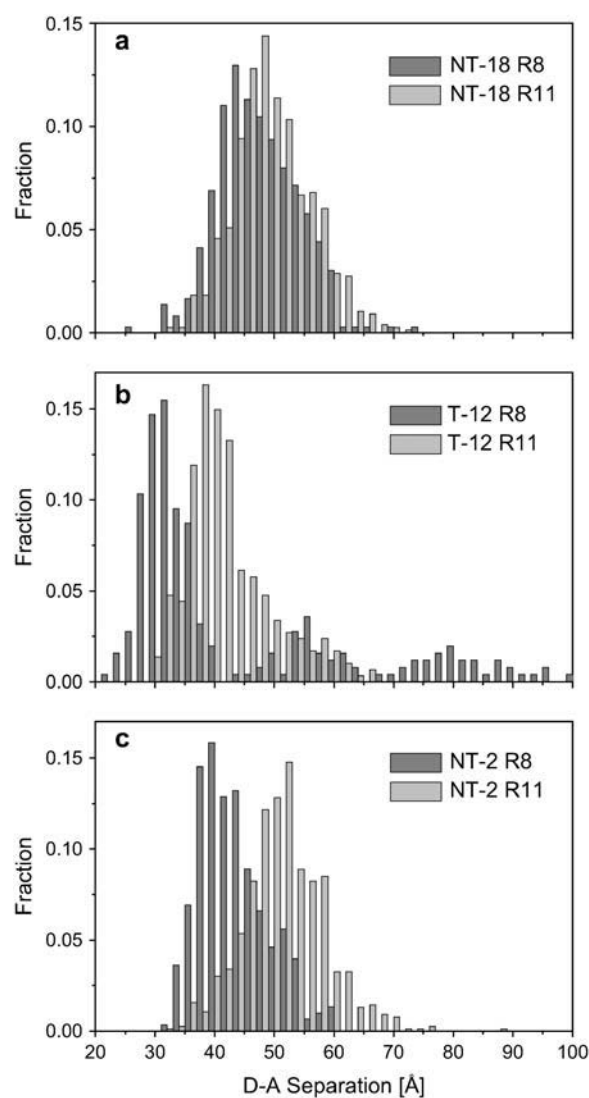 0.15
a
NT-18 R8
NT-18 R11
0.10
Fraction
0.05
0.00
b
T-12 R8
T-12 R11
0.15
0.10
Fraction
0.05
0.00
c
NT-2 R8
NT-2 R11
0.15
0.10
Fraction
0.05
0.00
20 30 40 50 60 70 80 90 100
D-A Separation [Å]